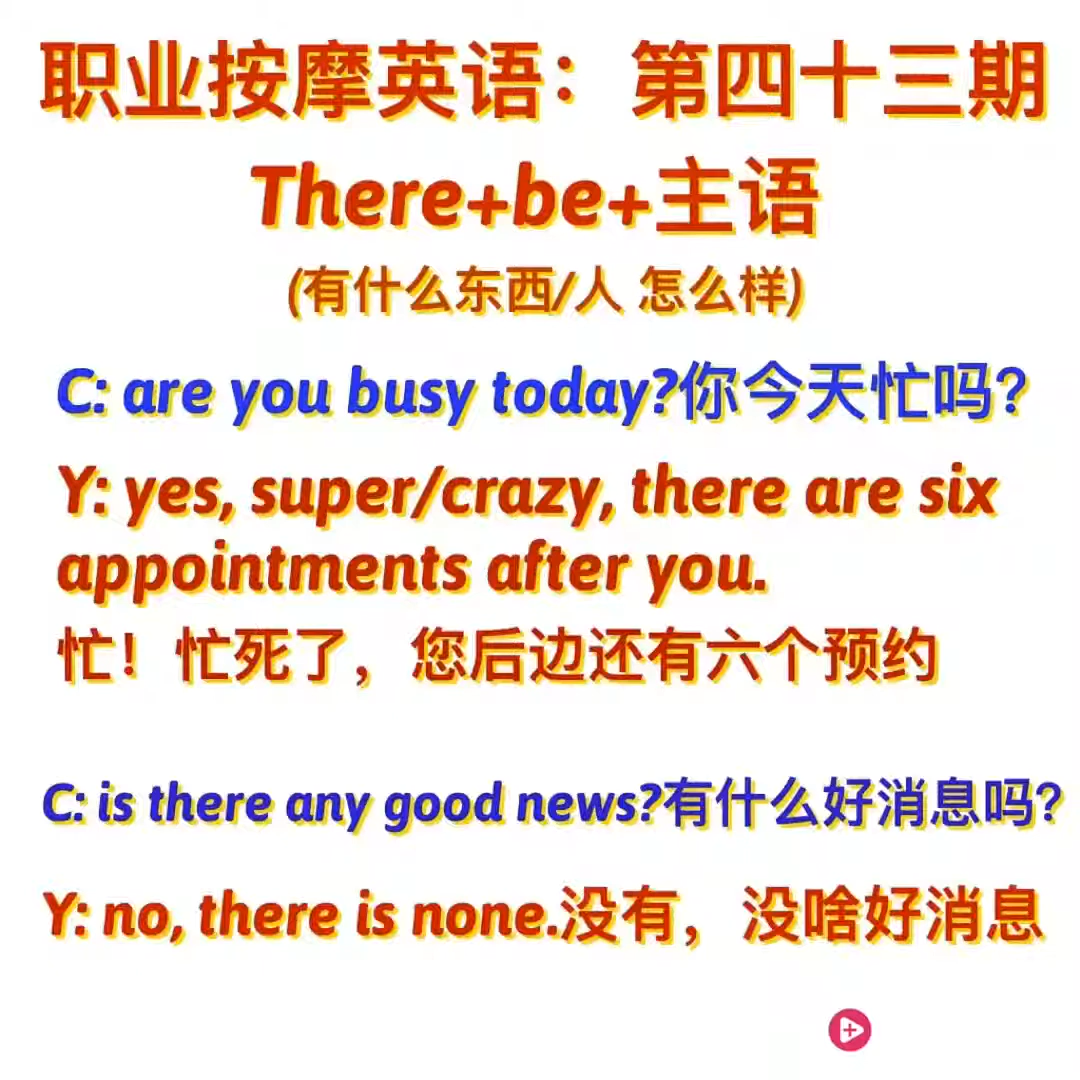 职业按摩英语：第四十三期
There+be+主语
(有什么东西/人 怎么样)
C: are you busy today?你今天忙吗?
Y: yes, super/crazy, there are six
appointments after you.
忙！忙死了，您后边还有六个预约
C: is there any good news?有什么好消息吗?
Y: no, there is none.没有，没啥好消息